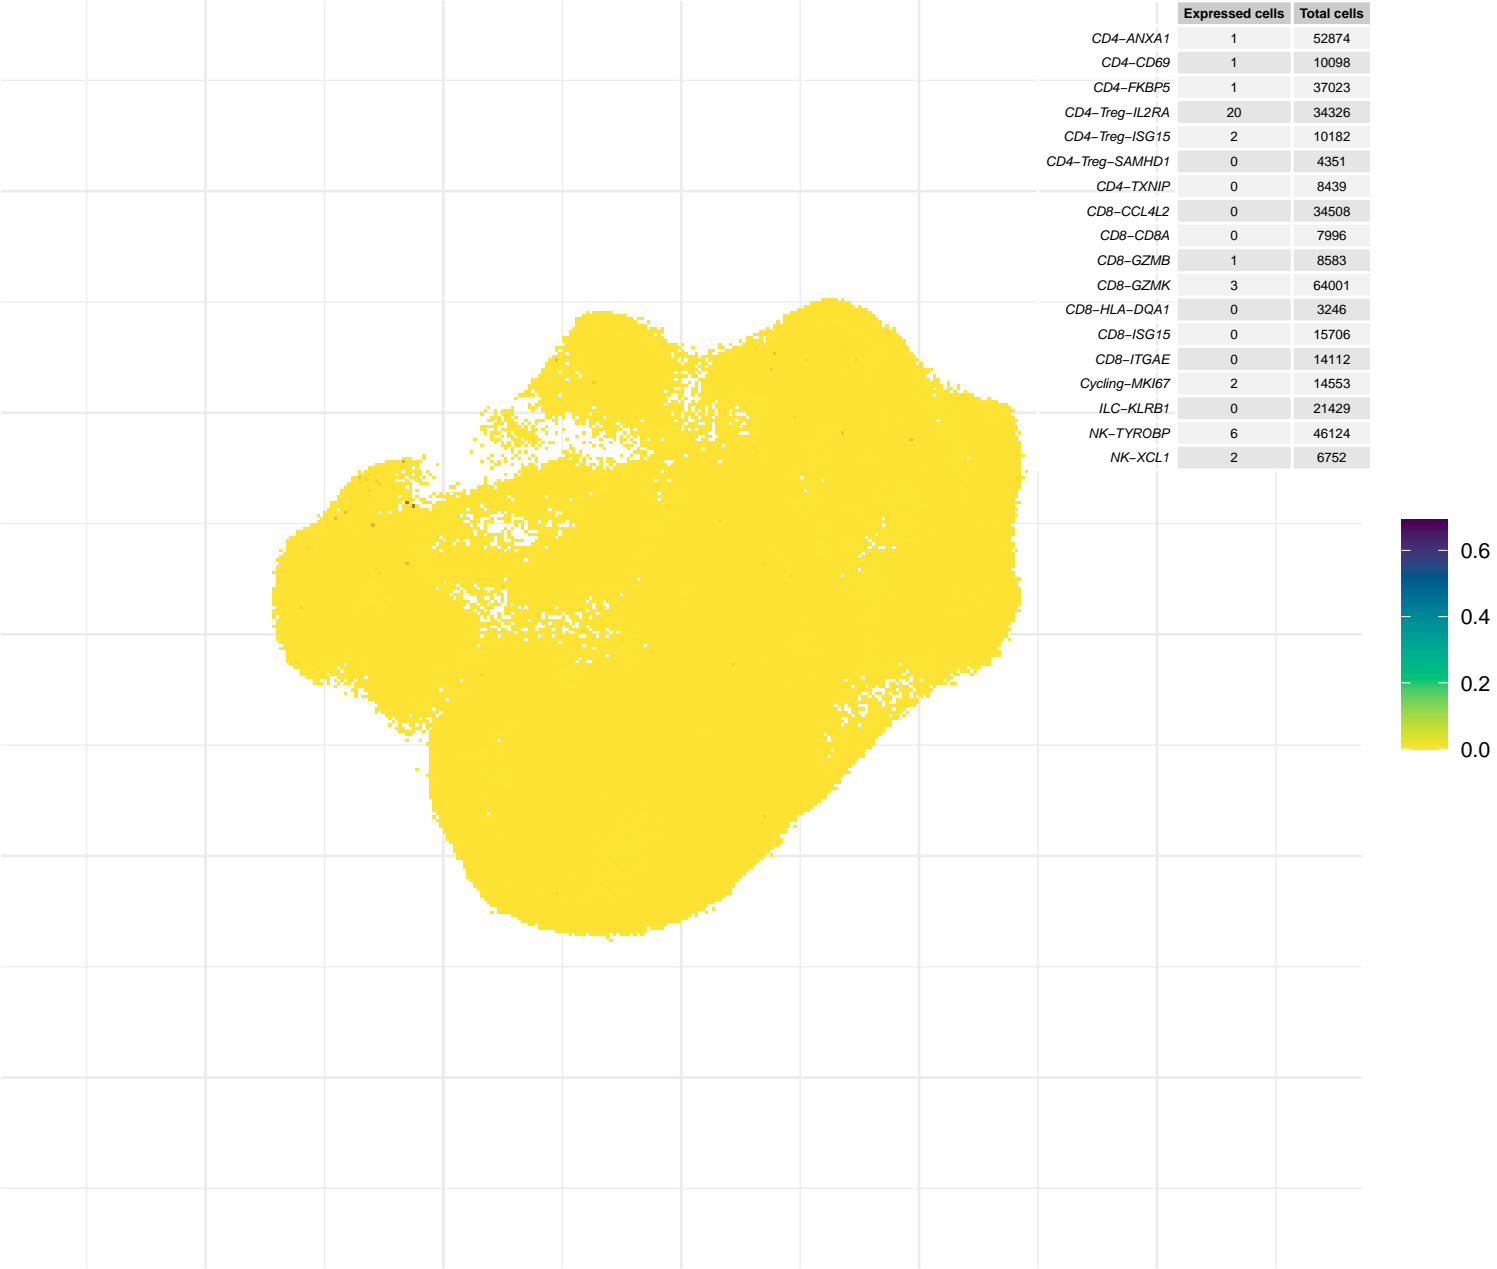 Expressed cells Total cells
CD4−ANXA1 1 52874
CD4−CD69 1 10098
CD4−FKBP5 1 37023
CD4−Treg−IL2RA 20 34326
CD4−Treg−ISG15 2 10182
CD4−Treg−SAMHD1 0 4351
CD4−TXNIP 0 8439
CD8−CCL4L2 0 34508
CD8−CD8A 0 7996
CD8−GZMB 1 8583
CD8−GZMK 3 64001
CD8−HLA−DQA1 0 3246
CD8−ISG15 0 15706
CD8−ITGAE 0 14112
Cycling−MKI67 2 14553
ILC−KLRB1 0 21429
NK−TYROBP 6 46124
NK−XCL1 2 6752
0.6
0.4
0.2
0.0